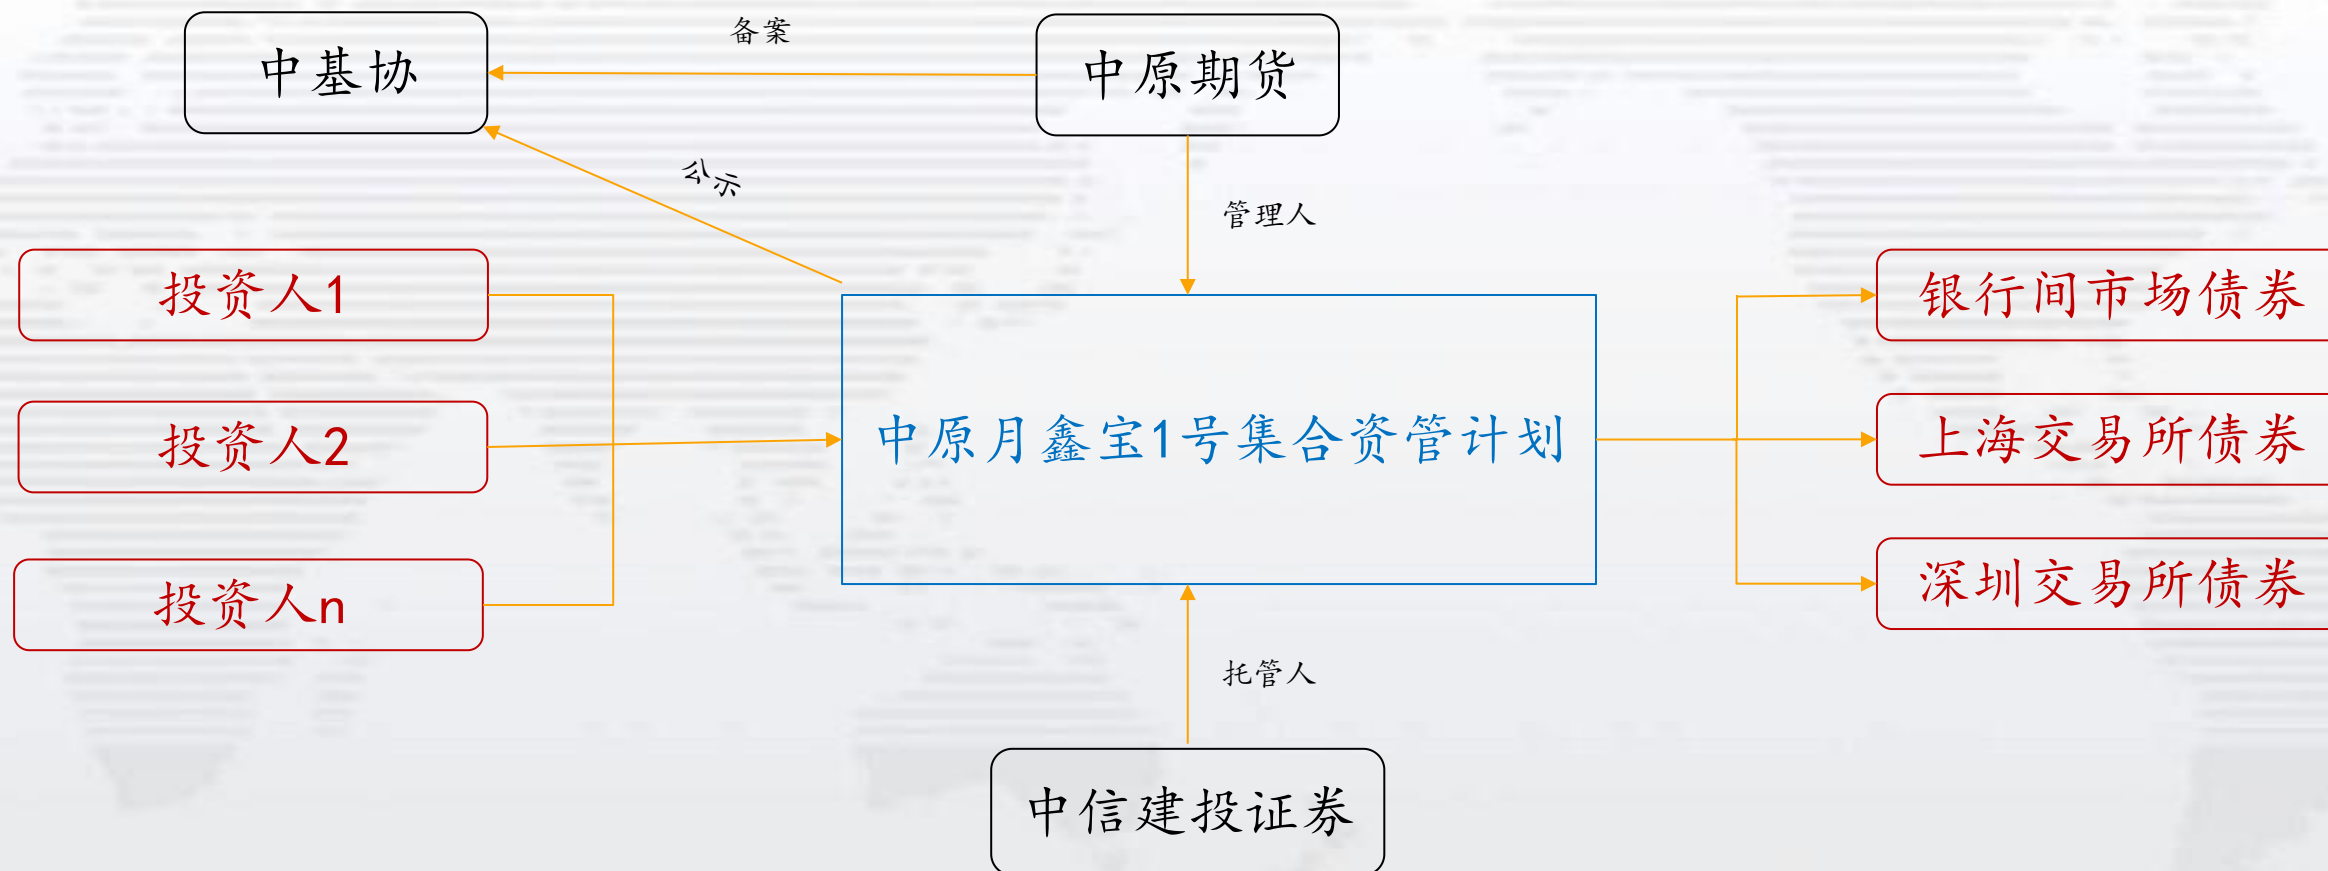 中基协
备案
中原期货
公示
管理人
投资人1
投资人2
投资人n
中原月鑫宝1号集合资管计划
银行间市场债券
上海交易所债券
深圳交易所债券
托管人
中信建投证券